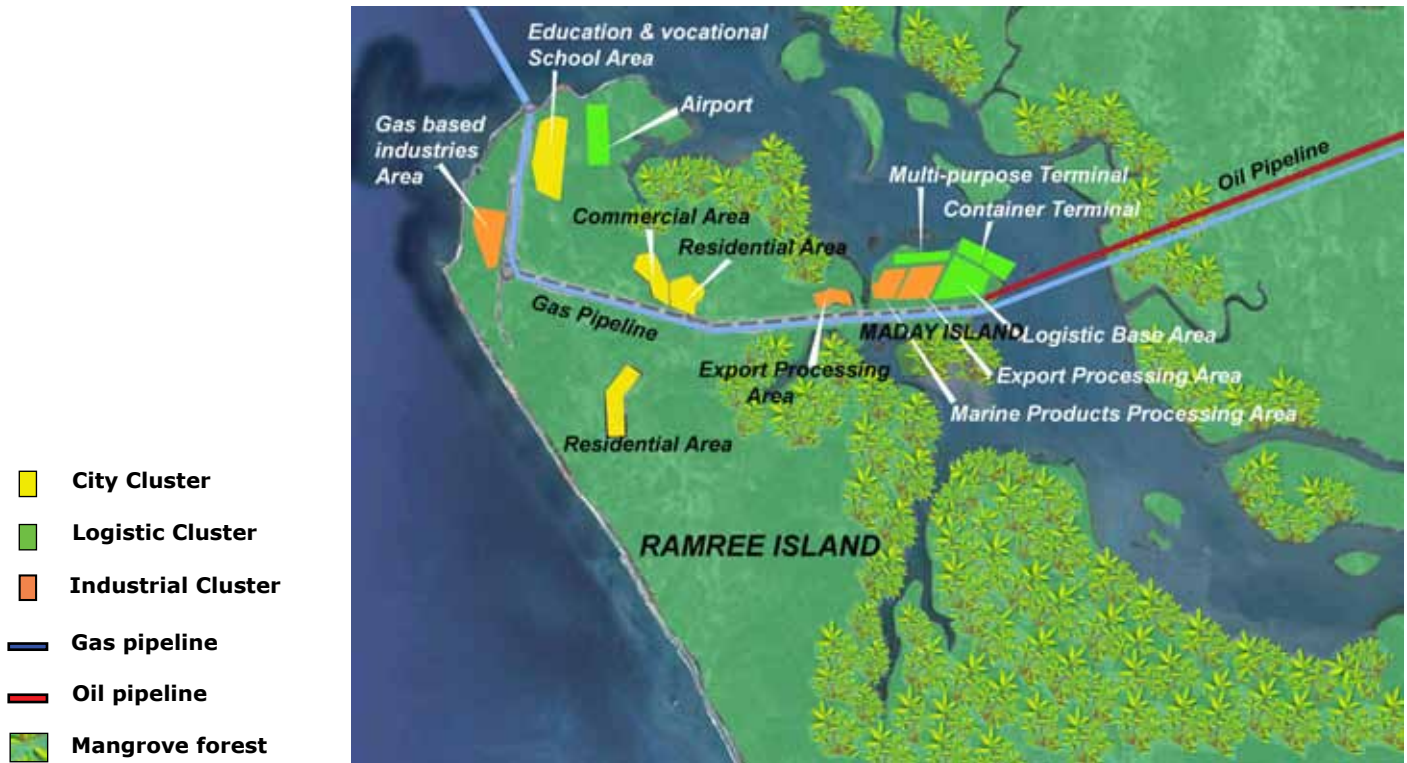 Education & vocational
School Area
Airport
Gas based
industries
Area
Oil Pipeline
Multi-purpose Terminal
Container Terminal
Commercial Area
Residential Area
Gas Pipeline
MADAY ISLAND
Logistic Base Area
Export Processing
Area
Export Processing Area
Marine Products Processing Area
Residential Area
RAMREE ISLAND
City Cluster
Logistic Cluster
Industrial Cluster
Gas pipeline
Oil pipeline
Mangrove forest